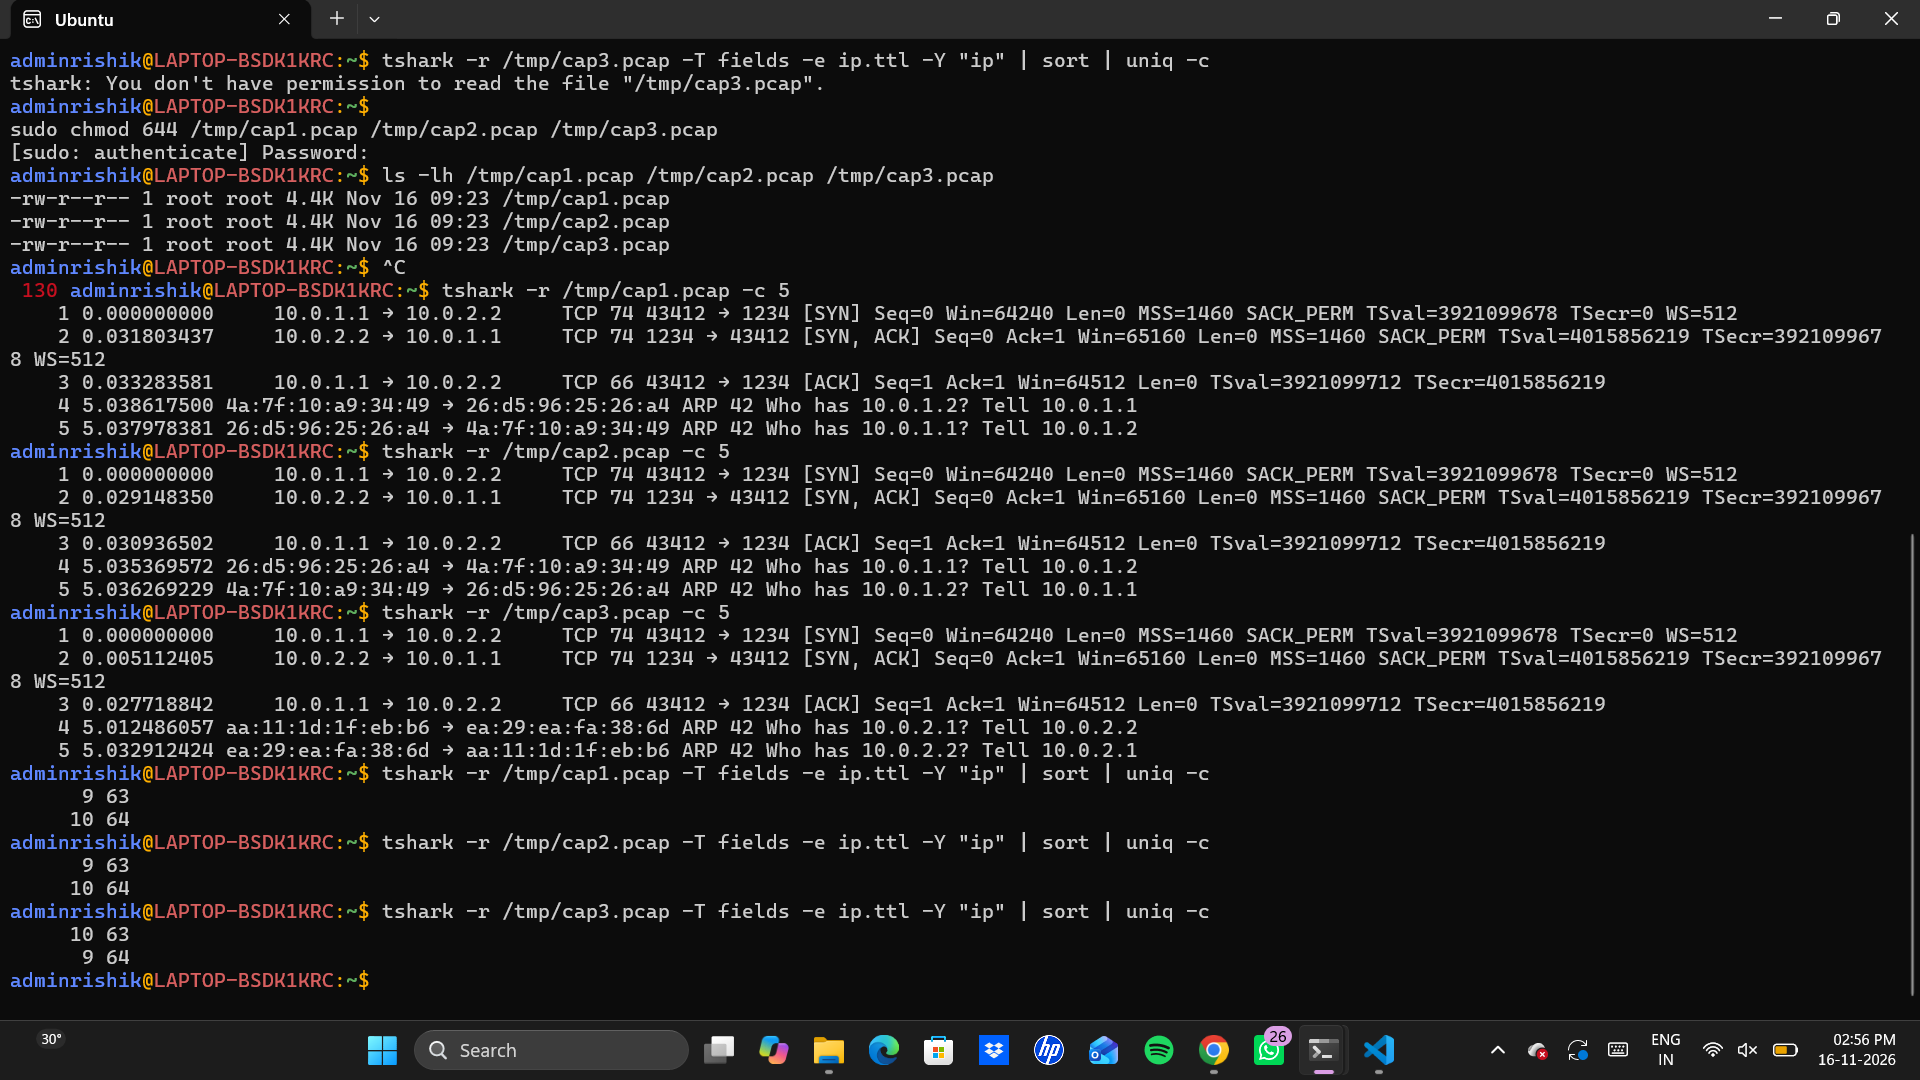 Ubuntu
adminrishik@LAPTOP-BSDK1KRC:~$ tshark -r /tmp/cap3.pcap -T fields -e ip.ttl -Y "ip" | sort | uniq -c
tshark: You don't have permission to read the file "/tmp/cap3.pcap".
adminrishik@LAPTOP-BSDK1KRC:~$
sudo chmod 644 /tmp/cap1.pcap /tmp/cap2.pcap /tmp/cap3.pcap
[sudo: authenticate] Password:
adminrishik@LAPTOP-BSDK1KRC:~$ ls -lh /tmp/cap1.pcap /tmp/cap2.pcap /tmp/cap3.pcap
-rw-r--r-- 1 root root 4.4K Nov 16 09:23 /tmp/cap1.pcap
-rw-r--r-- 1 root root 4.4K Nov 16 09:23 /tmp/cap2.pcap
-rw-r--r-- 1 root root 4.4K Nov 16 09:23 /tmp/cap3.pcap
adminrishik@LAPTOP-BSDK1KRC:~$ ^C
130 adminrishik@LAPTOP-BSDK1KRC:~$ tshark -r /tmp/cap1.pcap -c 5
1 0.000000000 10.0.1.1 → 10.0.2.2 TCP 74 43412 → 1234 [SYN] Seq=0 Win=64240 Len=0 MSS=1460 SACK_PERM TSval=3921099678 TSecr=0 WS=512
2 0.031803437 10.0.2.2 → 10.0.1.1 TCP 74 1234 → 43412 [SYN, ACK] Seq=0 Ack=1 Win=65160 Len=0 MSS=1460 SACK_PERM TSval=4015856219 TSecr=392109967
8 WS=512
3 0.033283581 10.0.1.1 → 10.0.2.2 TCP 66 43412 → 1234 [ACK] Seq=1 Ack=1 Win=64512 Len=0 TSval=3921099712 TSecr=4015856219
4 5.038617500 4a:7f:10:a9:34:49 → 26:d5:96:25:26:a4 ARP 42 Who has 10.0.1.2? Tell 10.0.1.1
5 5.037978381 26:d5:96:25:26:a4 → 4a:7f:10:a9:34:49 ARP 42 Who has 10.0.1.1? Tell 10.0.1.2
adminrishik@LAPTOP-BSDK1KRC:~$ tshark -r /tmp/cap2.pcap -c 5
1 0.000000000 10.0.1.1 → 10.0.2.2 TCP 74 43412 → 1234 [SYN] Seq=0 Win=64240 Len=0 MSS=1460 SACK_PERM TSval=3921099678 TSecr=0 WS=512
2 0.029148350 10.0.2.2 → 10.0.1.1 TCP 74 1234 → 43412 [SYN, ACK] Seq=0 Ack=1 Win=65160 Len=0 MSS=1460 SACK_PERM TSval=4015856219 TSecr=392109967
8 WS=512
3 0.030936502 10.0.1.1 → 10.0.2.2 TCP 66 43412 → 1234 [ACK] Seq=1 Ack=1 Win=64512 Len=0 TSval=3921099712 TSecr=4015856219
4 5.035369572 26:d5:96:25:26:a4 → 4a:7f:10:a9:34:49 ARP 42 Who has 10.0.1.1? Tell 10.0.1.2
5 5.036269229 4a:7f:10:a9:34:49 → 26:d5:96:25:26:a4 ARP 42 Who has 10.0.1.2? Tell 10.0.1.1
adminrishik@LAPTOP-BSDK1KRC:~$ tshark -r /tmp/cap3.pcap -c 5
1 0.000000000 10.0.1.1 → 10.0.2.2 TCP 74 43412 → 1234 [SYN] Seq=0 Win=64240 Len=0 MSS=1460 SACK_PERM TSval=3921099678 TSecr=0 WS=512
2 0.005112405 10.0.2.2 → 10.0.1.1 TCP 74 1234 → 43412 [SYN, ACK] Seq=0 Ack=1 Win=65160 Len=0 MSS=1460 SACK_PERM TSval=4015856219 TSecr=392109967
8 WS=512
3 0.027718842 10.0.1.1 → 10.0.2.2 TCP 66 43412 → 1234 [ACK] Seq=1 Ack=1 Win=64512 Len=0 TSval=3921099712 TSecr=4015856219
4 5.012486057 aa:11:1d:1f:eb:b6 → ea:29:ea:fa:38:6d ARP 42 Who has 10.0.2.1? Tell 10.0.2.2
5 5.032912424 ea:29:ea:fa:38:6d → aa:11:1d:1f:eb:b6 ARP 42 Who has 10.0.2.2? Tell 10.0.2.1
adminrishik@LAPTOP-BSDK1KRC:~$ tshark -r /tmp/cap1.pcap -T fields -e ip.ttl -Y "ip" | sort | uniq -c
9 63
10 64
adminrishik@LAPTOP-BSDK1KRC:~$ tshark -r /tmp/cap2.pcap -T fields -e ip.ttl -Y "ip" | sort | uniq -c
9 63
10 64
adminrishik@LAPTOP-BSDK1KRC:~$ tshark -r /tmp/cap3.pcap -T fields -e ip.ttl -Y "ip" | sort | uniq -c
10 63
9 64
adminrishik@LAPTOP-BSDK1KRC:~$
30°
Search
hp
26
ENG
IN
02:56 PM
16-11-2026